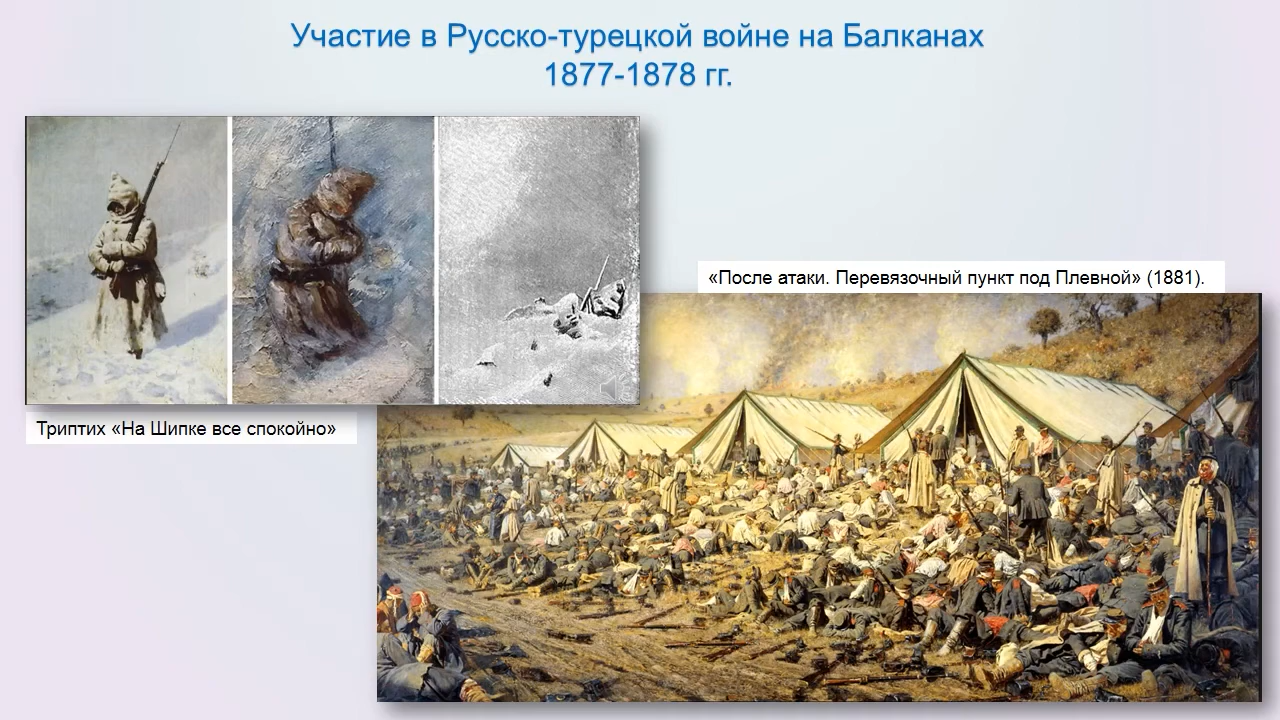 Участие в Русско-турецкой войне на Балканах
1877-1878 гг.
«После атаки. Перевязочный пункт под Плевной» (1881).
Триптих «На Шипке все спокойно»